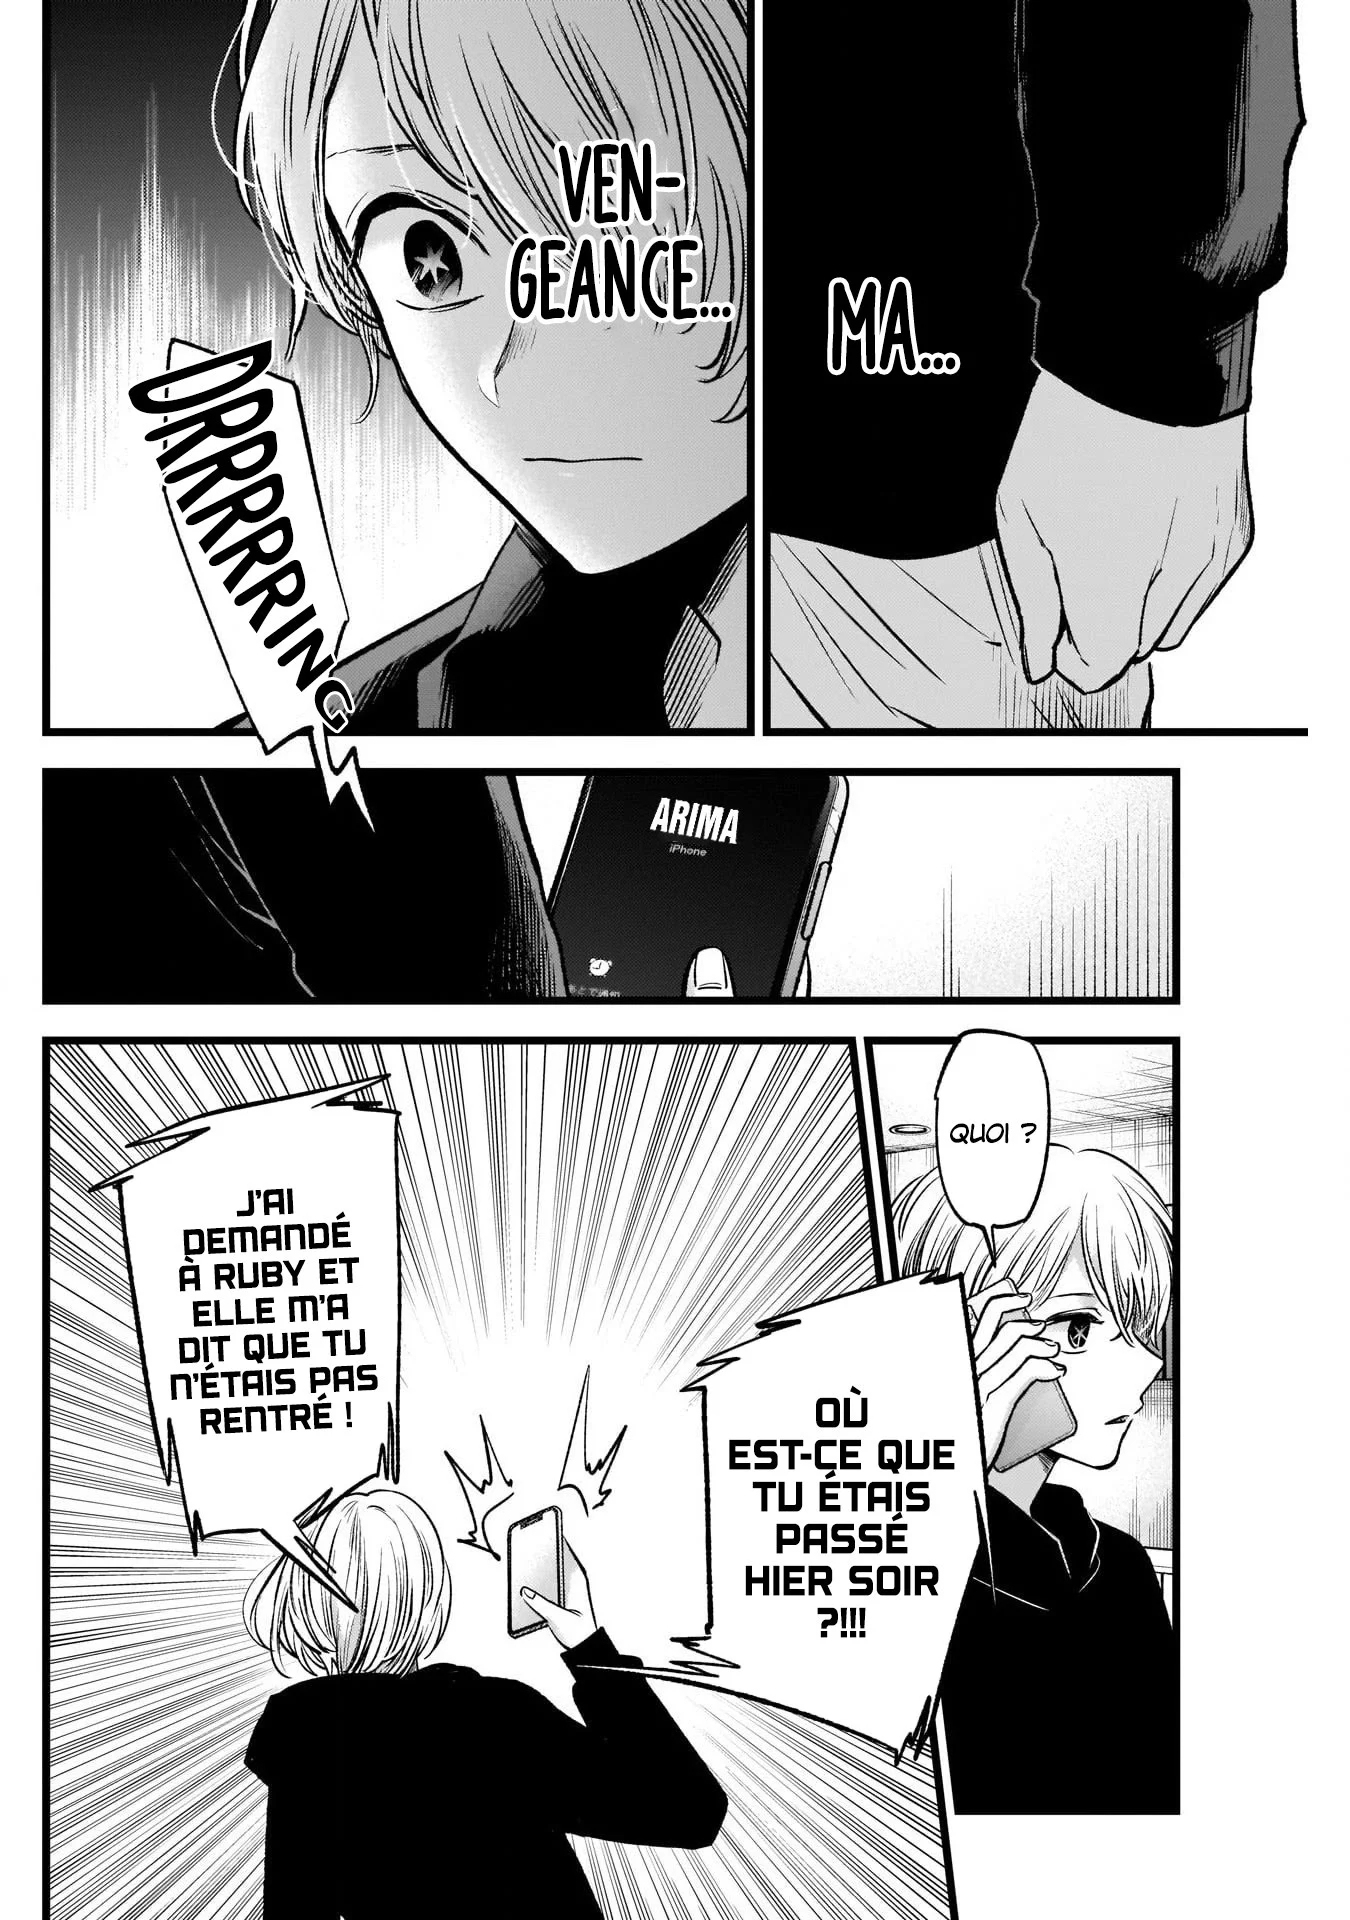 MA...
VEN-
GEANCE...
DRRRRRING
ARIMA
iPhone
QUOI ?
OÙ
EST-CE QUE
TU ÉTAIS
PASSÉ
HIER SOIR
?!!!
J'AI
DEMANDÉ
À RUBY ET
ELLE M'A
DIT QUE TU
N'ÉTAIS PAS
RENTRÉ !